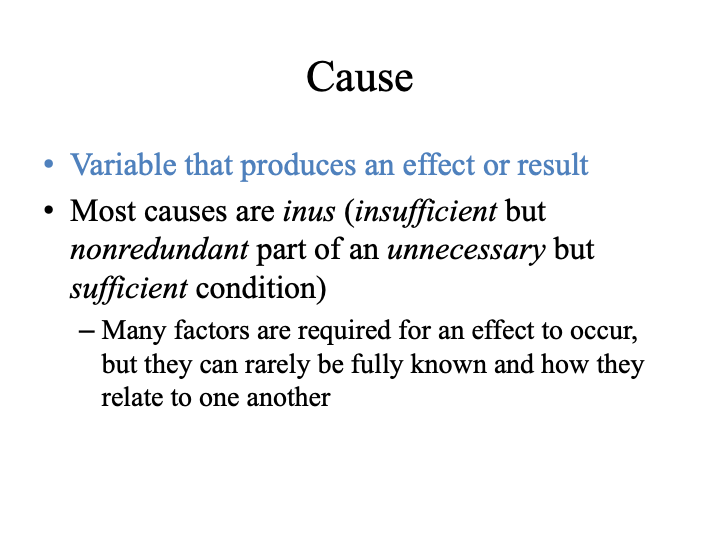 Cause
• Variable that produces an effect or result
• Most causes are inus (insufficient but
nonredundant part of an unnecessary but
sufficient condition)
– Many factors are required for an effect to occur,
but they can rarely be fully known and how they
relate to one another